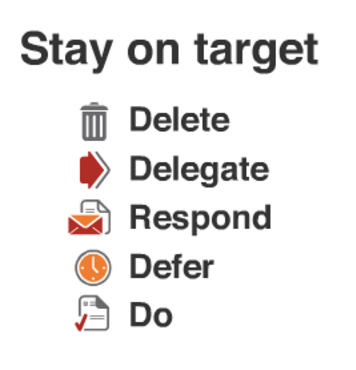 Stay on target
Delete
Delegate
Respond
Defer
Do